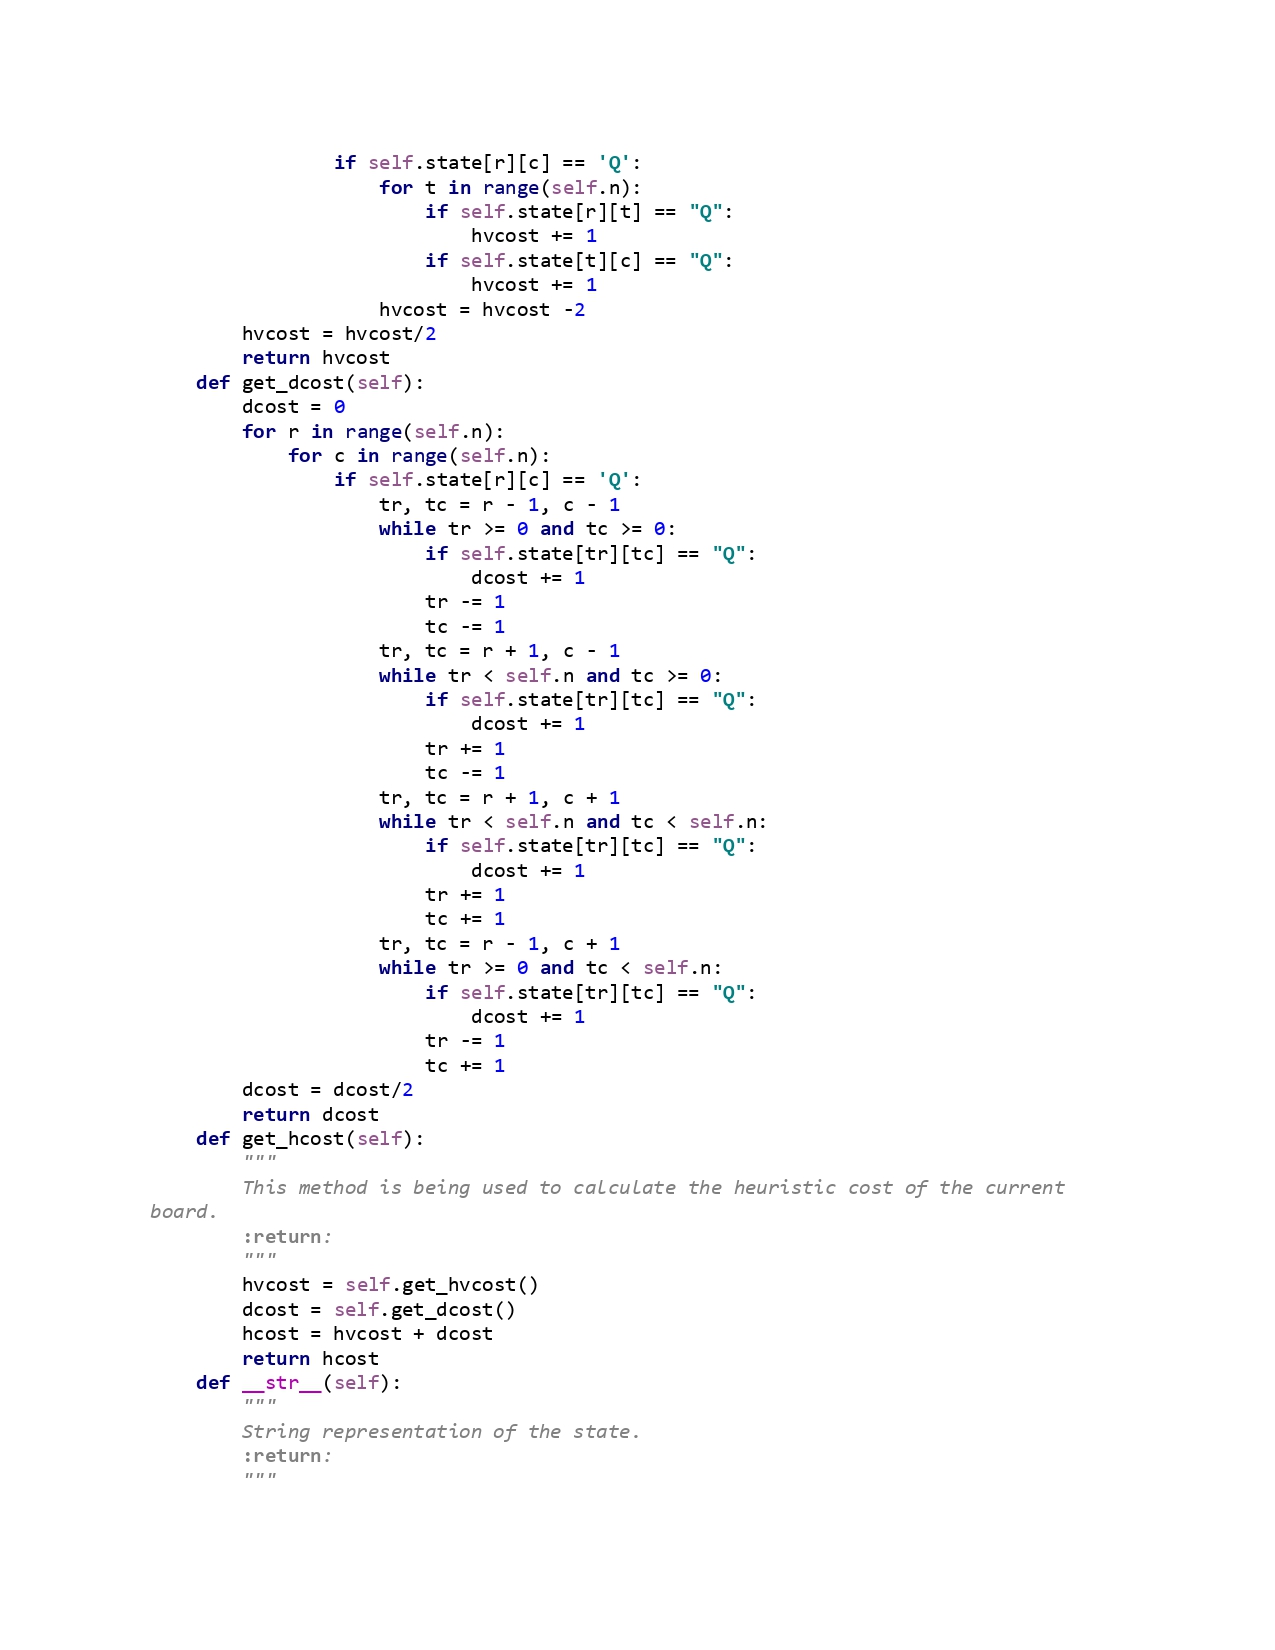 if self.state[r][c] == 'Q':
                    for t in range(self.n):
                        if self.state[r][t] == "Q":
                            hvcost += 1
                        if self.state[t][c] == "Q":
                            hvcost += 1
                    hvcost = hvcost -2
        hvcost = hvcost/2
        return hvcost
    def get_dcost(self):
        dcost = 0
        for r in range(self.n):
            for c in range(self.n):
                if self.state[r][c] == 'Q':
                    tr, tc = r - 1, c - 1
                    while tr >= 0 and tc >= 0:
                        if self.state[tr][tc] == "Q":
                            dcost += 1
                        tr -= 1
                        tc -= 1
                    tr, tc = r + 1, c - 1
                    while tr < self.n and tc >= 0:
                        if self.state[tr][tc] == "Q":
                            dcost += 1
                        tr += 1
                        tc -= 1
                    tr, tc = r + 1, c + 1
                    while tr < self.n and tc < self.n:
                        if self.state[tr][tc] == "Q":
                            dcost += 1
                        tr += 1
                        tc += 1
                    tr, tc = r - 1, c + 1
                    while tr >= 0 and tc < self.n:
                        if self.state[tr][tc] == "Q":
                            dcost += 1
                        tr -= 1
                        tc += 1
        dcost = dcost/2
        return dcost
    def get_hcost(self):
        """
        This method is being used to calculate the heuristic cost of the current
board.
        :return:
        """
        hvcost = self.get_hvcost()
        dcost = self.get_dcost()
        hcost = hvcost + dcost
        return hcost
    def __str__(self):
        """
        String representation of the state.
        :return:
        """